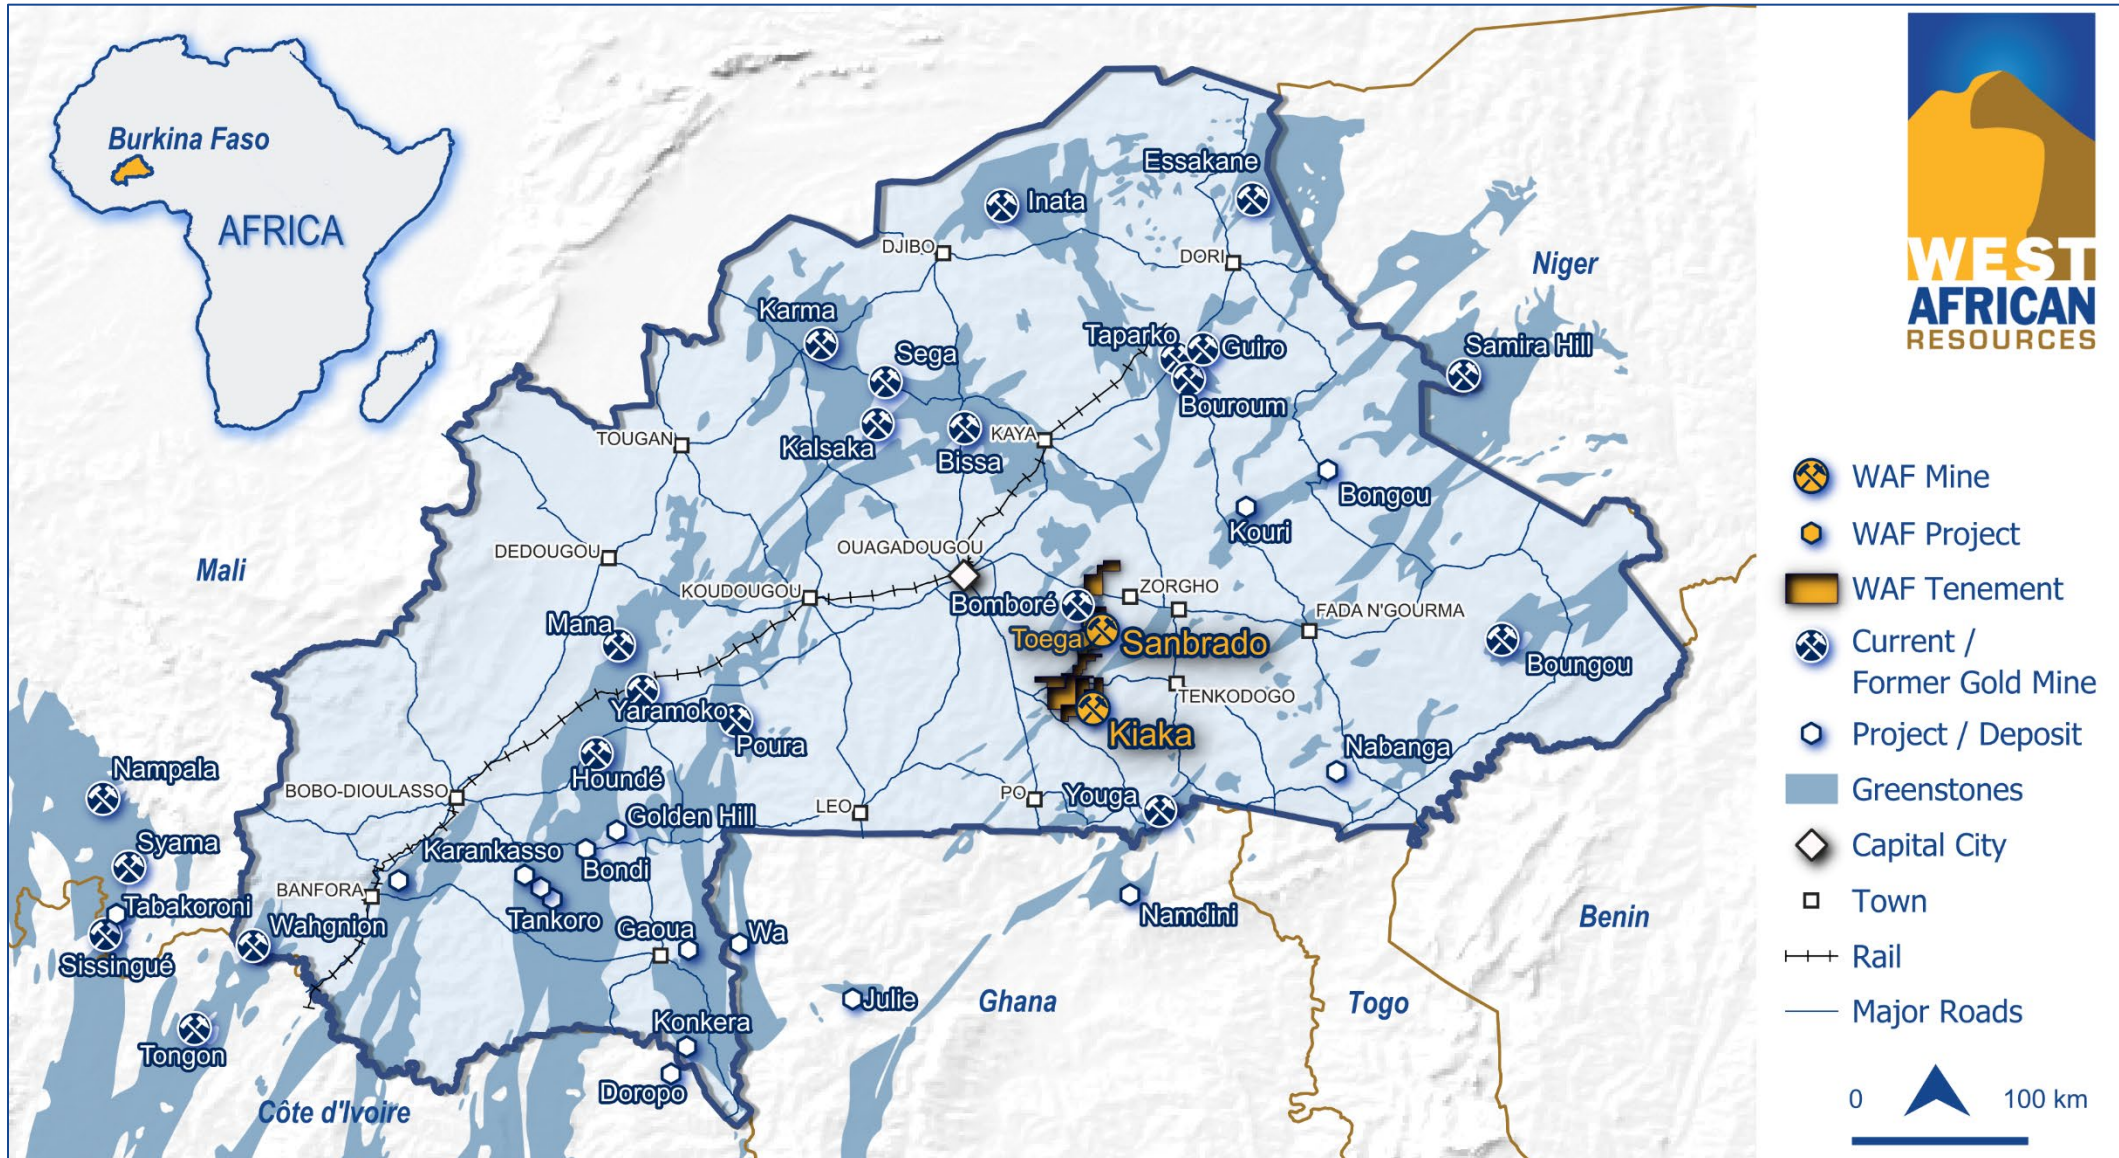 Burkina Faso
AFRICA
Essakane
Inata
DJIBO
DORI
Niger
Karma
Taparko
Guiro
Sega
Samira Hill
Bouroum
TOUGAN
Kalsaka
KAYA
Bissa
Bongou
Kouri
DEDOUGOU
OUAGADOUGOU
Mali
KOUDOUGOU
Bomboré
ZORGHO
FADA N'GOURMA
Mana
Toega
Sanbrado
Boungou
TENKODOGO
Yaramoko
Poura
Kiaka
Nabanga
Nampala
Houndé
BOBO-DIOULASSO
LEO
PO
Youga
Golden Hill
Syama
Karankasso
Bondi
BANFORA
Tabakoroni
Wahgnion
Tankoro
Gaoua
Wa
Namdini
Benin
Sissingué
Julie
Ghana
Togo
Konkera
Tongon
Doropo
Côte d'Ivoire
WEST
AFRICAN
RESOURCES
WAF Mine
WAF Project
WAF Tenement
Current /
Former Gold Mine
Project / Deposit
Greenstones
Capital City
Town
Rail
Major Roads
0 100 km